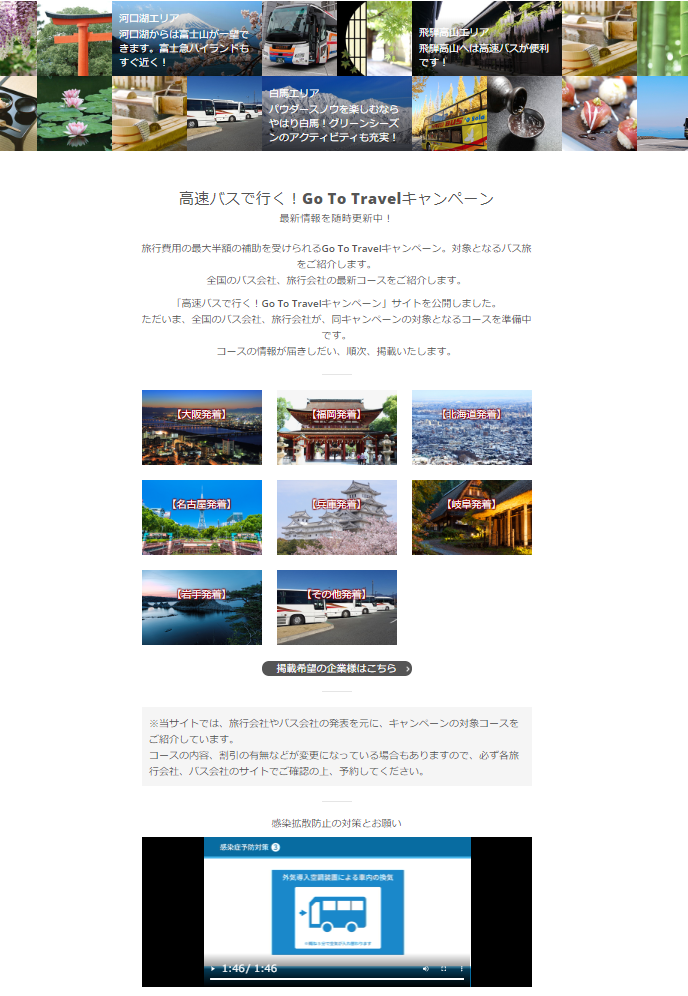 河口湖エリア
河口湖からは富士山が一望で
きます。富士急ハイランドも
すぐ近く！
飛騨高山エリア
飛騨高山へは高速バスが便利
です！
白馬エリア
パウダースノウを楽しむなら
やはり白馬！グリーンシーズ
ンのアクティビティも充実！
高速バスで行く！Go To Travelキャンペーン
最新情報を随時更新中！
旅行費用の最大半額の補助を受けられるGo To Travelキャンペーン。対象となるバス旅
をご紹介します。
全国のバス会社、旅行会社の最新コースをご紹介します。
「高速バスで行く！Go To Travelキャンペーン」サイトを公開しました。
ただいま、全国のバス会社、旅行会社が、同キャンペーンの対象となるコースを準備中
です。
コースの情報が届きしだい、順次、掲載いたします。
【大阪発着】
【福岡発着】
【北海道発着】
【名古屋発着】
【兵庫発着】
【岐阜発着】
【岩手発着】
【その他発着】
掲載希望の企業様はこちら
※当サイトでは、旅行会社やバス会社の発表を元に、キャンペーンの対象コースを
ご紹介しています。
コースの内容、割引の有無などが変更になっている場合もありますので、必ず各旅
行会社、バス会社のサイトでご確認の上、予約してください。
感染拡散防止の対策とお願い
感染症予防対策 3
外気導入空調装置による車内の換気
1:46/ 1:46